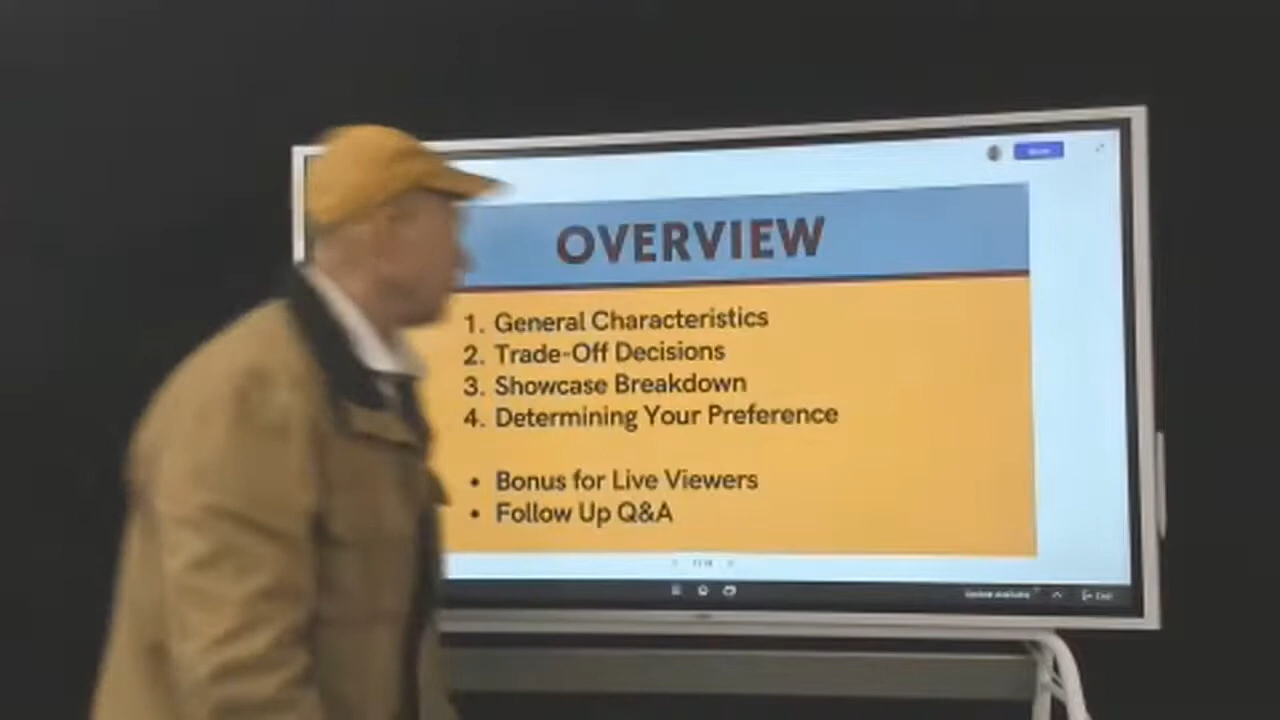 OVERVIEW
1. General Characteristics
2. Trade-Off Decisions
3. Showcase Breakdown
4. Determining Your Preference
• Bonus for Live Viewers
• Follow Up Q&A